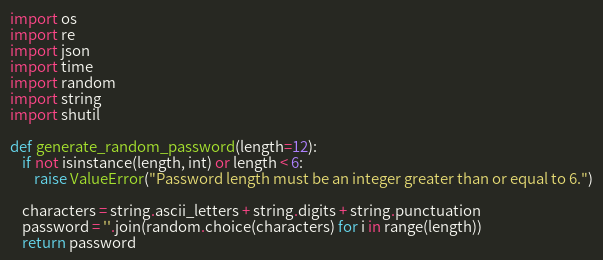 import os
import re
import json
import time
import random
import string
import shutil

def generate_random_password(length=12):
    if not isinstance(length, int) or length < 6:
        raise ValueError("Password length must be an integer greater than or equal to 6.")

    characters = string.ascii_letters + string.digits + string.punctuation
    password = ''.join(random.choice(characters) for i in range(length))
    return password